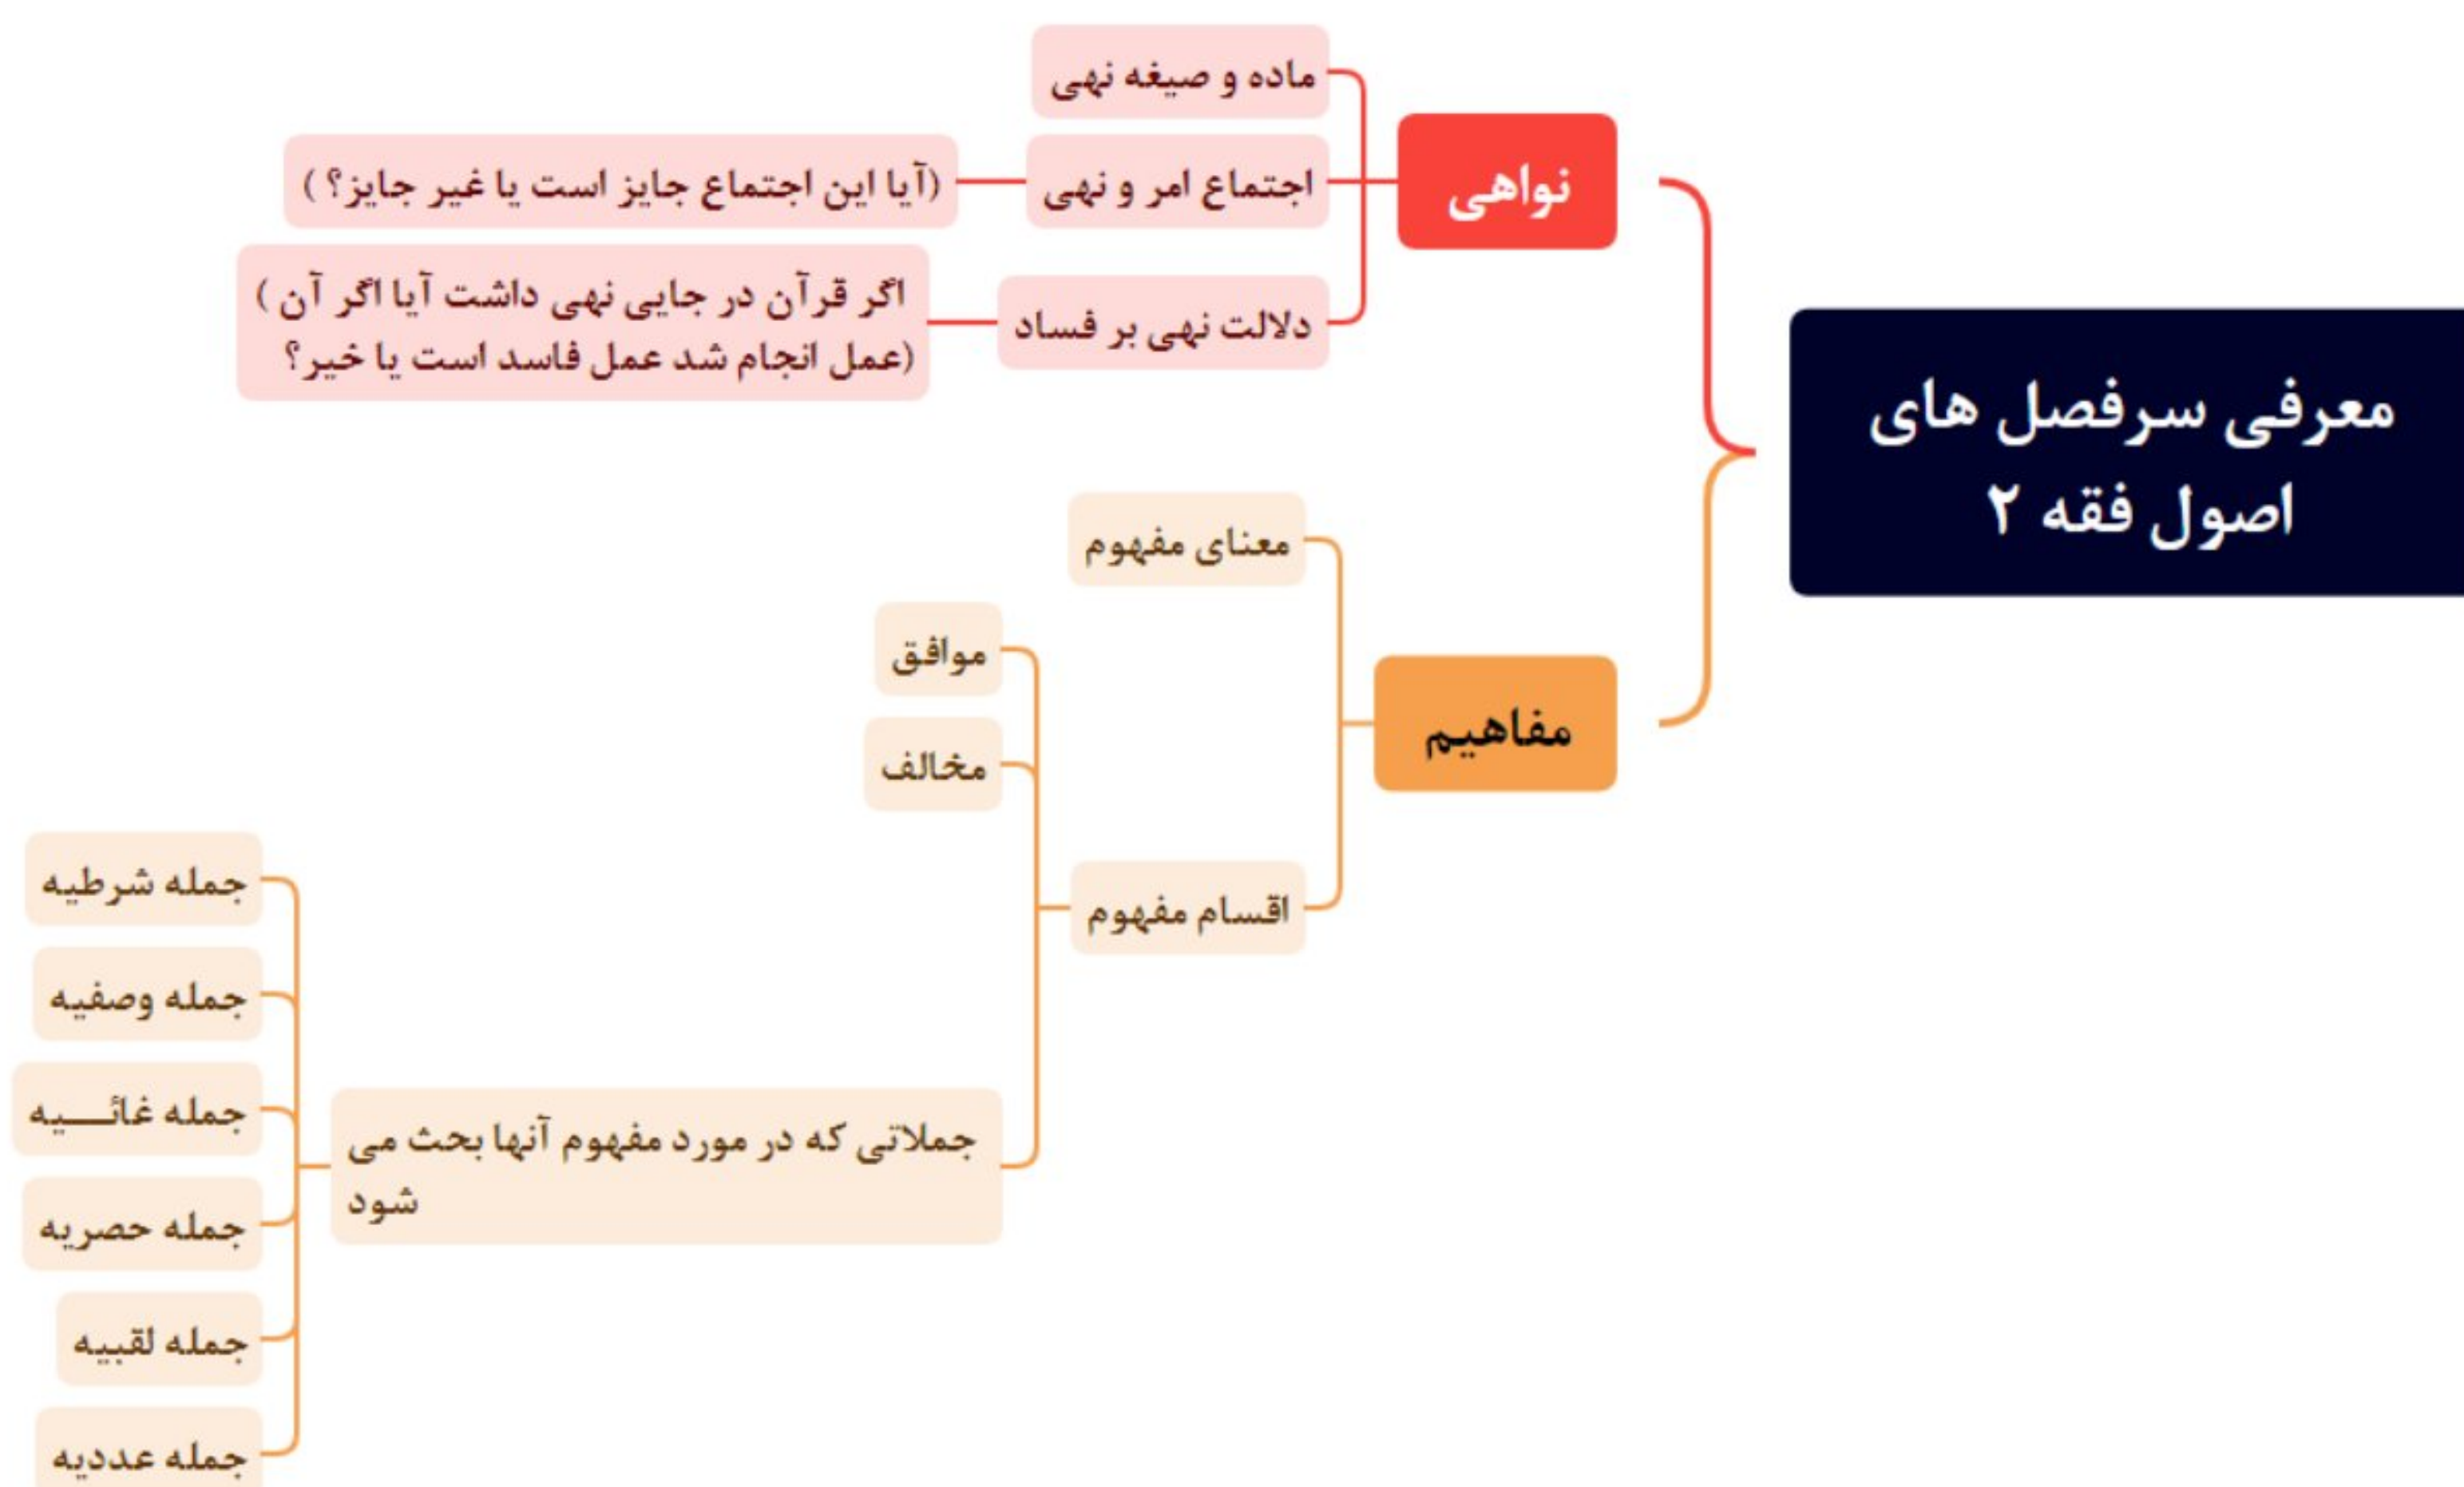 معرفی سرفصل های
اصول فقه ۲
نواهی
ماده و صیغه نهی
اجتماع امر و نهی
(آیا این اجتماع جایز است یا غیر جایز؟ )
دلالت نهی بر فساد
اگر قرآن در جایی نهی داشت آیا اگر آن )
(عمل انجام شد عمل فاسد است یا خیر؟
مفاهیم
معنای مفهوم
اقسام مفهوم
موافق
مخالف
جملاتی که در مورد مفهوم آنها بحث می
شود
جمله شرطیه
جمله وصفیه
جمله غائـــیه
جمله حصریه
جمله لقبیه
جمله عددیه